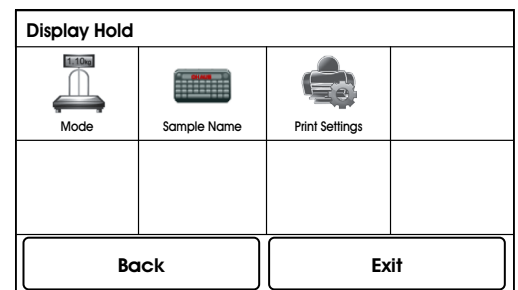 Display Hold
1.10kg
Mode
Sample Name
Print Settings
Back
Exit